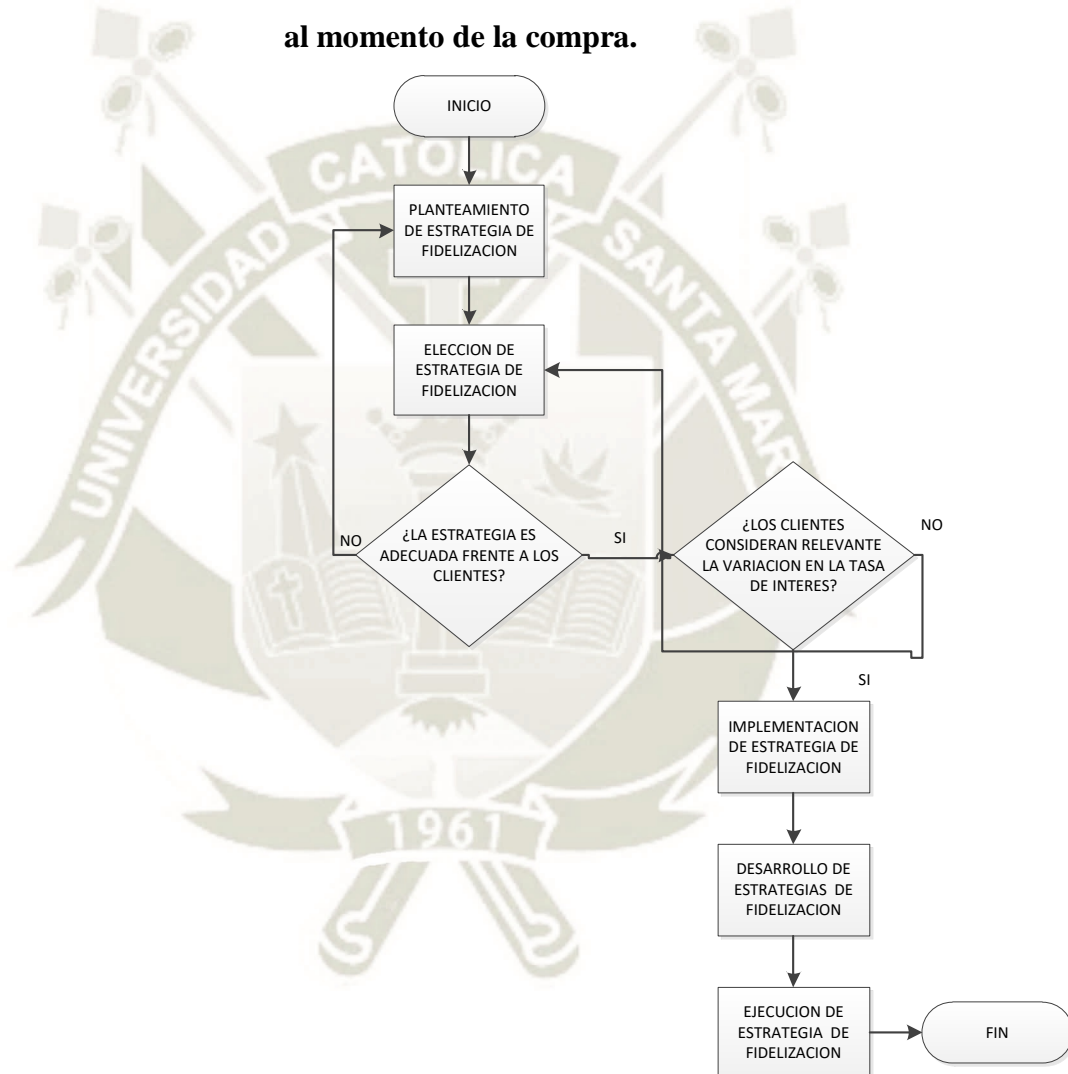 al momento de la compra.
INICIO
UNIVERSIDAD CATOLICA SANTA MAR
PLANTEAMIENTO
DE ESTRATEGIA DE
FIDELIZACION
ELECCION DE
ESTRATEGIA DE
FIDELIZACION
NO
¿LA ESTRATEGIA ES
ADECUADA FRENTE A LOS
CLIENTES?
SI
¿LOS CLIENTES
CONSIDERAN RELEVANTE
LA VARIACION EN LA TASA
DE INTERES?
NO
SI
IMPLEMENTACION
DE ESTRATEGIA DE
FIDELIZACION
1961
DESARROLLO DE
ESTRATEGIAS DE
FIDELIZACION
EJECUCION DE
ESTRATEGIA DE
FIDELIZACION
FIN